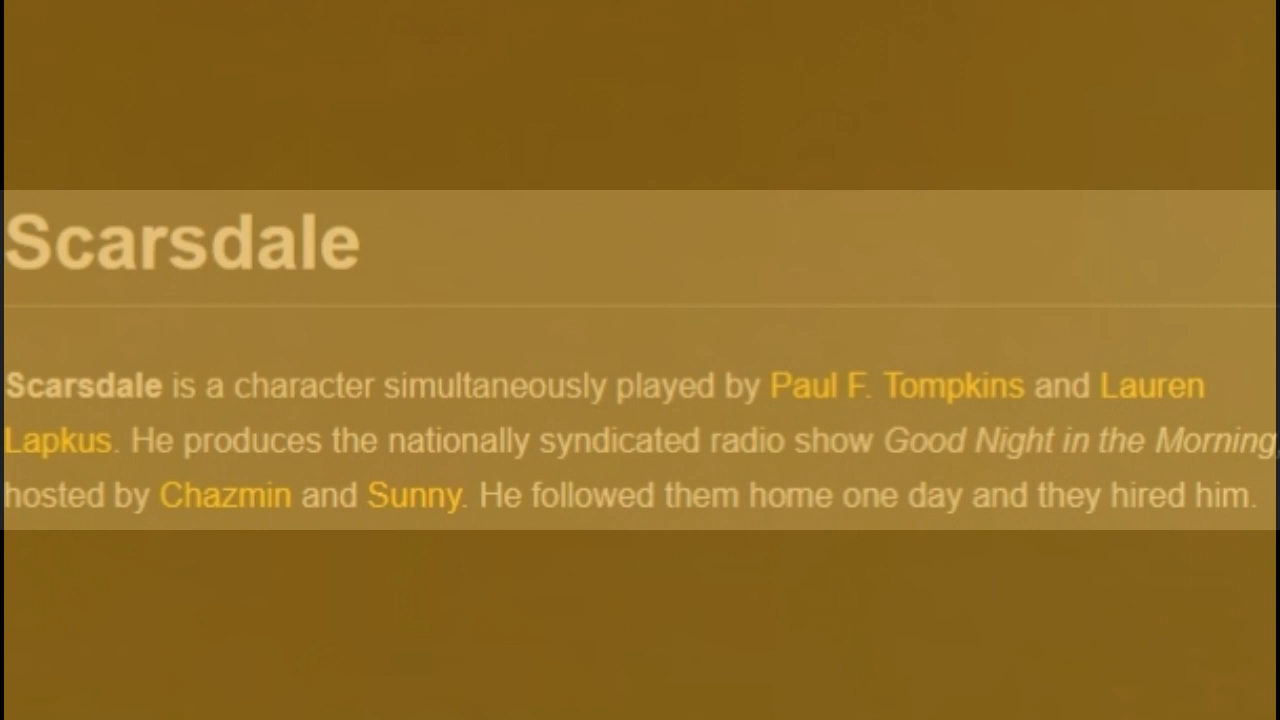 Scarsdale
Scarsdale is a character simultaneously played by Paul F. Tompkins and Lauren
Lapkus. He produces the nationally syndicated radio show Good Night in the Morning,
hosted by Chazmin and Sunny. He followed them home one day and they hired him.